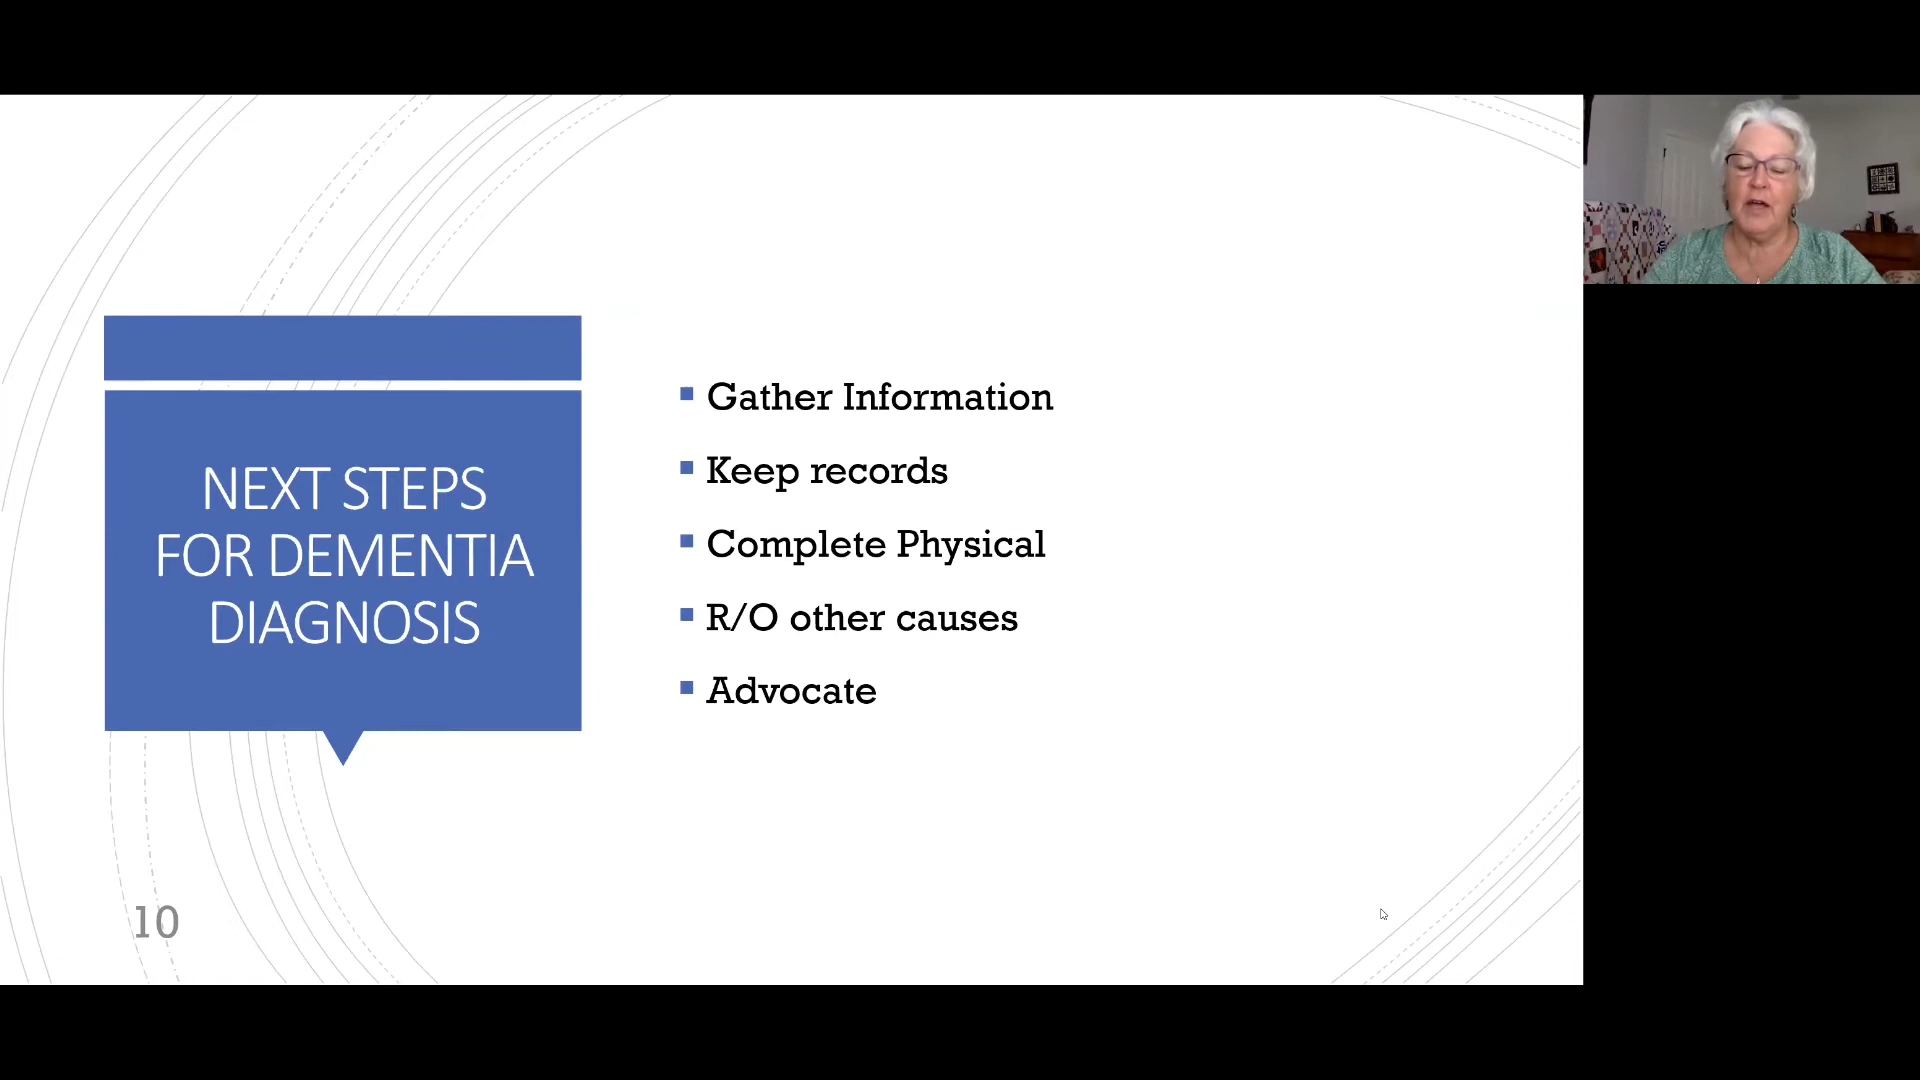 NEXT STEPS
FOR DEMENTIA
DIAGNOSIS
Gather Information
Keep records
Complete Physical
R/O other causes
Advocate
10